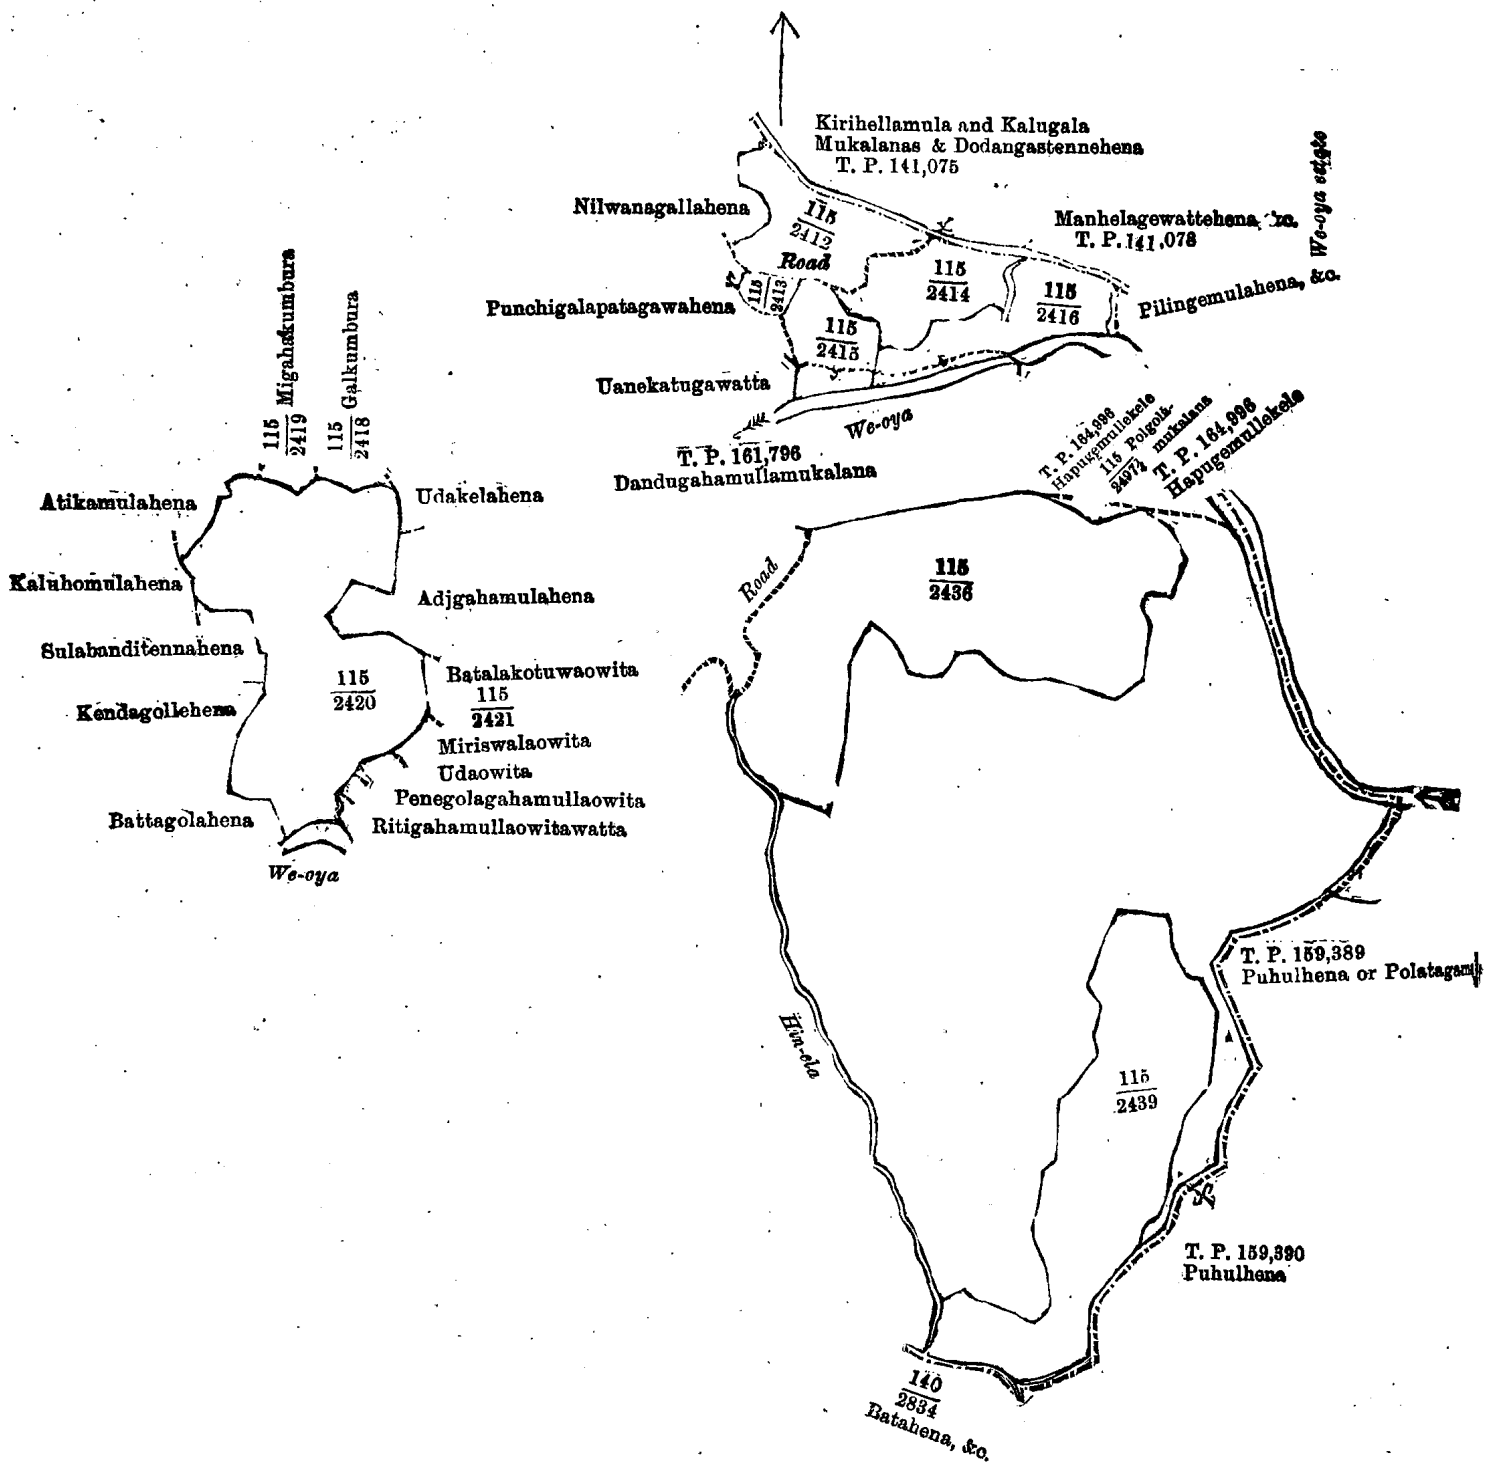 Kirihellamula and Kalugala
Mukalanas & Dodangastennehena
T. P. 141,075
We-oya estate
Nilwanagallahena
115
2412
Manhelagewattehena, &c.
T. P. 141,078
Road
115
2413
115
2414
115
2416
Pilingemulahena, &c.
Punchigalapatagawahena
115
2415
Uanekatugawatta
We-oya
T. P. 161,796
Dandugahamullamukalana
115
2419
Migahakumbura
115
2418
Galkumbura
Atikamulahena
Udakelahena
Kaluhomulahena
Adjgahamulahena
Sulabanditennahena
115
2420
Batalakotuwaowita
115
2421
Kendagollehena
Miriswalaowita
Udaowita
Penegolagahamullaowita
Battagolahena
Ritigahamullaowitawatta
We-oya
T. P. 164,996
Hapugemullekele
115 Polgola-
2497½ mukalana
T. P. 164,996
Hapugemullekele
Road
115
2436
T. P. 159,389
Puhulhena or Polatagama
Hin-ela
115
2439
T. P. 159,390
Puhulhena
140
2834
Batahena, &c.